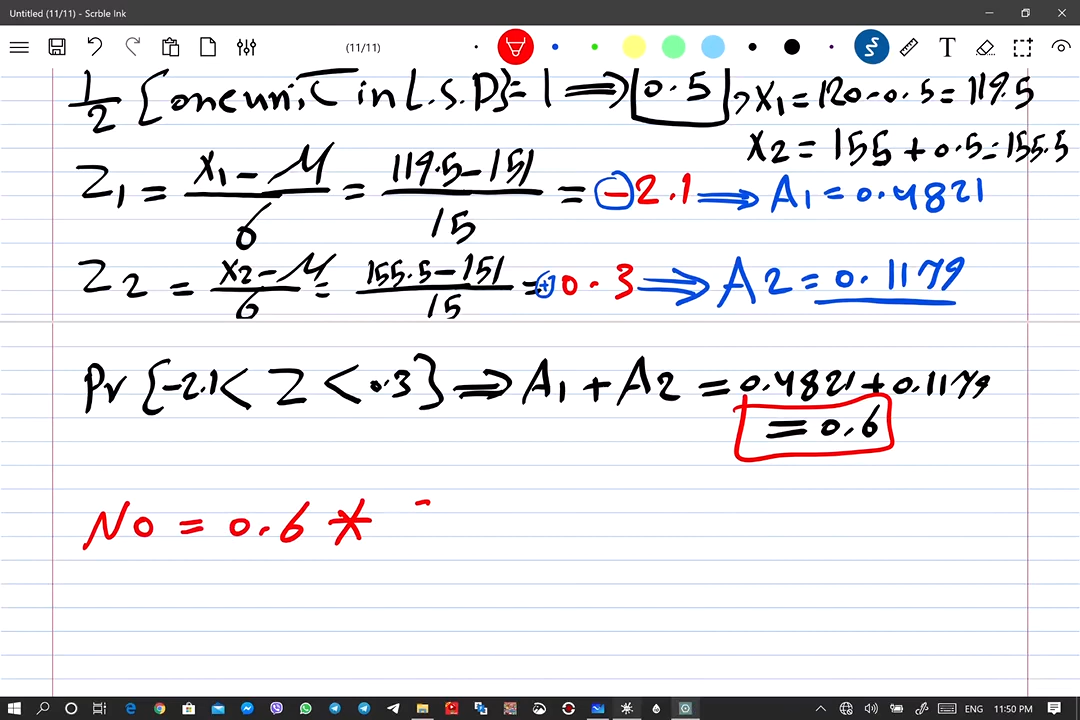 Untitled (11/11) - Scrble Ink
(11/11)
1/2 {one unit in L.S.D} = 1 ⟹ 0.5 → X1 = 120 - 0.5 = 119.5
X2 = 155 + 0.5 = 155.5
Z1 = (X1 - M)/6 = (119.5 - 151)/15 = -2.1 ⟹ A1 = 0.4821
Z2 = (X2 - M)/6 = (155.5 - 151)/15 = +0.3 ⟹ A2 = 0.1179
Pr {-2.1 < Z < 0.3} ⟹ A1 + A2 = 0.4821 + 0.1179
= 0.6
NO = 0.6 *
ENG 11:50 PM